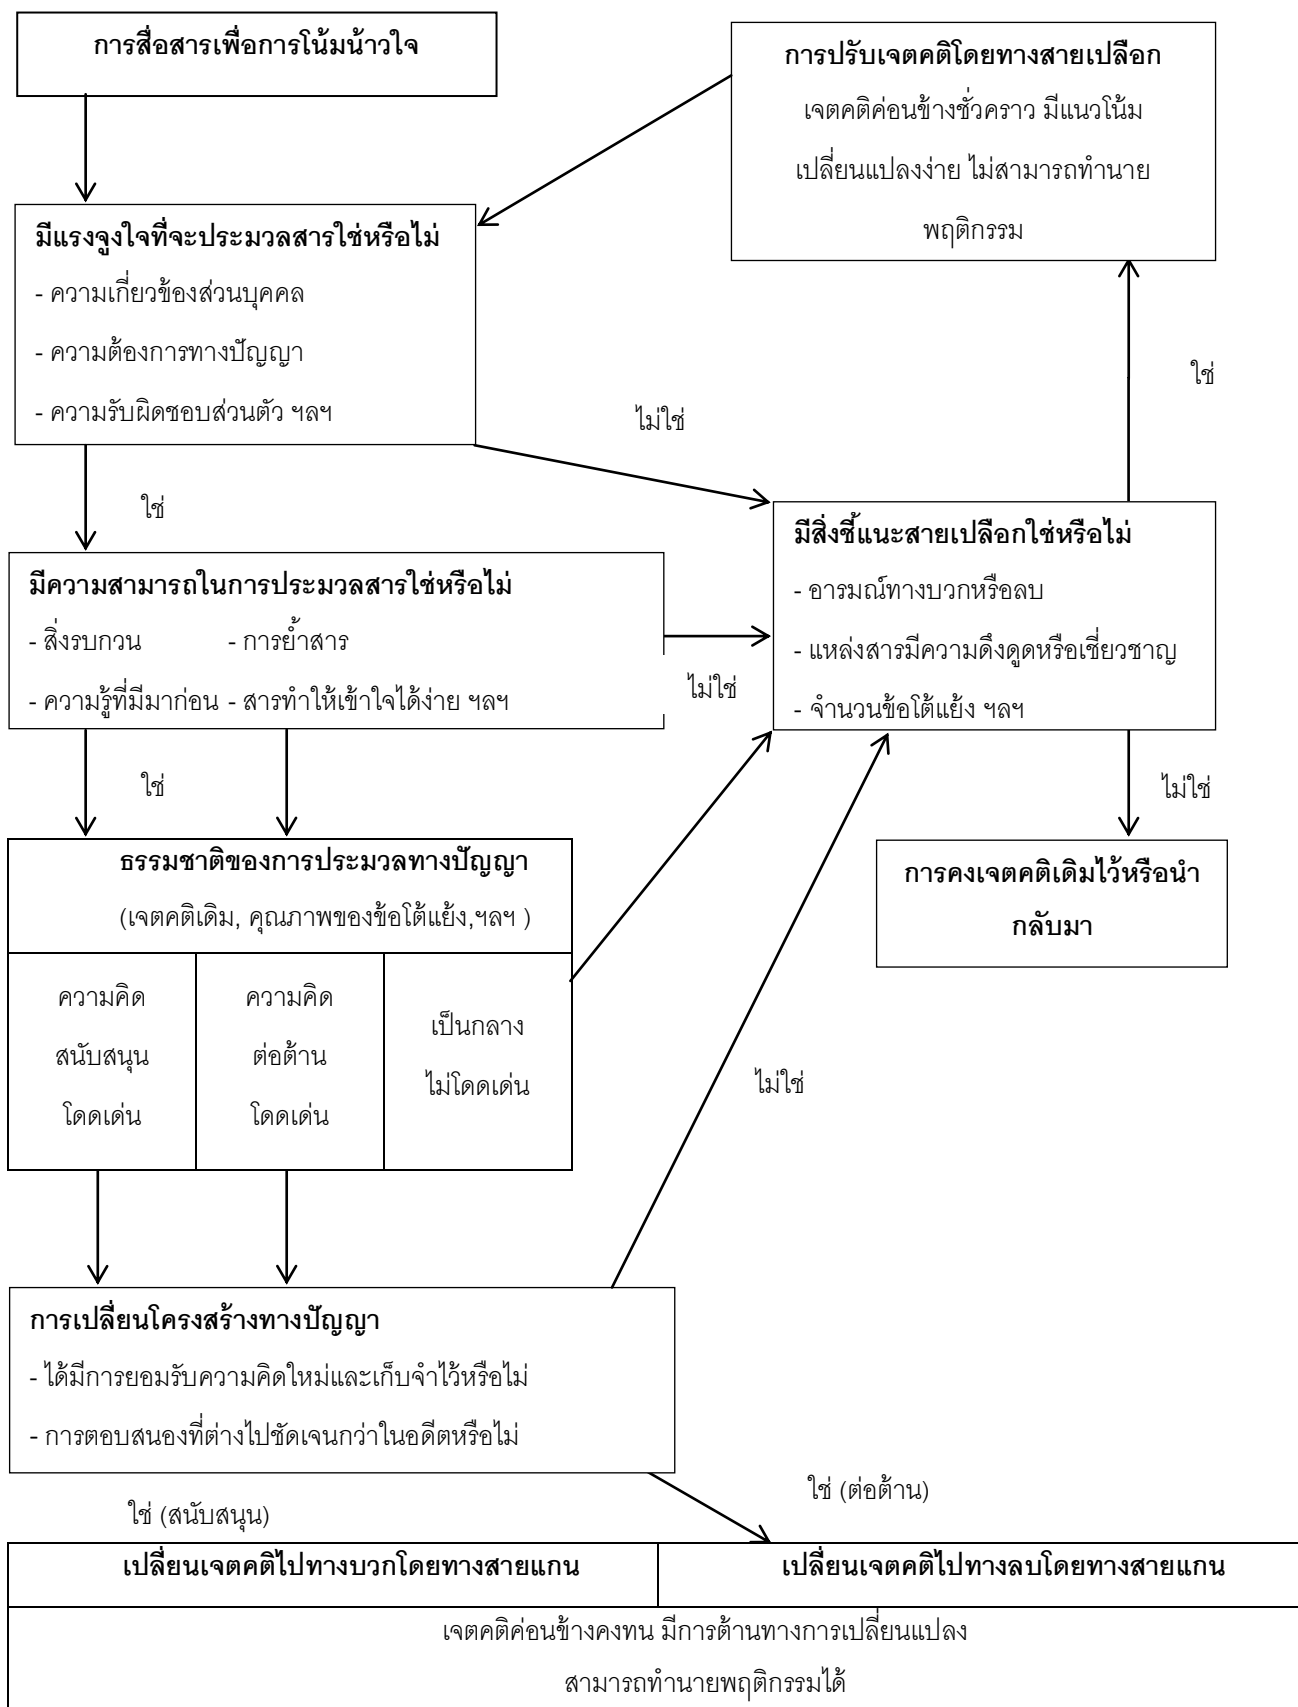 การสื่อสารเพื่อการโน้มน้าวใจ
การปรับเจตคติโดยทางสายเปลือก
เจตคติค่อนข้างชั่วคราว มีแนวโน้ม
เปลี่ยนแปลงง่าย ไม่สามารถทำนาย
พฤติกรรม
มีแรงจูงใจที่จะประมวลสารใช่หรือไม่
- ความเกี่ยวข้องส่วนบุคคล
- ความต้องการทางปัญญา
- ความรับผิดชอบส่วนตัว ฯลฯ
ใช่
ไม่ใช่
ใช่
มีสิ่งชี้แนะสายเปลือกใช่หรือไม่
- อารมณ์ทางบวกหรือลบ
- แหล่งสารมีความดึงดูดหรือเชี่ยวชาญ
- จำนวนข้อโต้แย้ง ฯลฯ
มีความสามารถในการประมวลสารใช่หรือไม่
- สิ่งรบกวน - การย้ำสาร
- ความรู้ที่มีมาก่อน - สารทำให้เข้าใจได้ง่าย ฯลฯ
ไม่ใช่
ใช่
ไม่ใช่
ธรรมชาติของการประมวลทางปัญญา
(เจตคติเดิม, คุณภาพของข้อโต้แย้ง,ฯลฯ )
การคงเจตคติเดิมไว้หรือนำ
กลับมา
ความคิด
สนับสนุน
โดดเด่น
ความคิด
ต่อต้าน
โดดเด่น
เป็นกลาง
ไม่โดดเด่น
ไม่ใช่
การเปลี่ยนโครงสร้างทางปัญญา
- ได้มีการยอมรับความคิดใหม่และเก็บจำไว้หรือไม่
- การตอบสนองที่ต่างไปชัดเจนกว่าในอดีตหรือไม่
ใช่ (สนับสนุน)
ใช่ (ต่อต้าน)
เปลี่ยนเจตคติไปทางบวกโดยทางสายแกน
เปลี่ยนเจตคติไปทางลบโดยทางสายแกน
เจตคติค่อนข้างคงทน มีการต้านทางการเปลี่ยนแปลง
สามารถทำนายพฤติกรรมได้